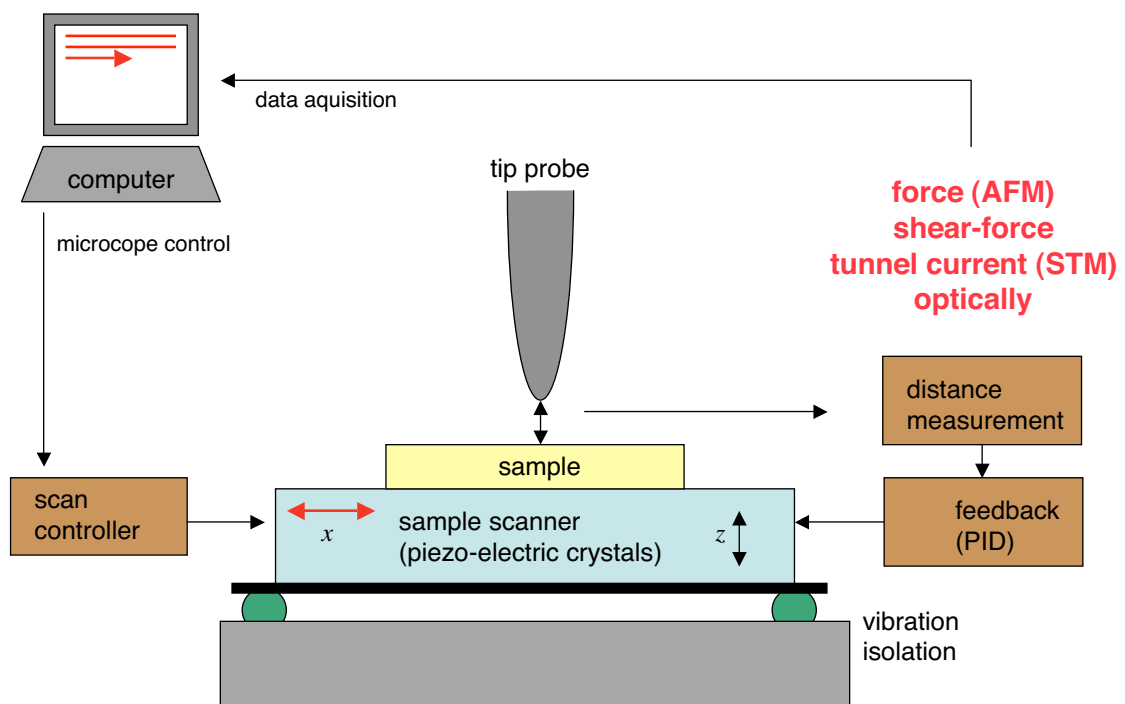 data aquisition
computer
microcope control
tip probe
force (AFM)
shear-force
tunnel current (STM)
optically
distance
measurement
sample
scan
controller
x
sample scanner
(piezo-electric crystals)
z
feedback
(PID)
vibration
isolation